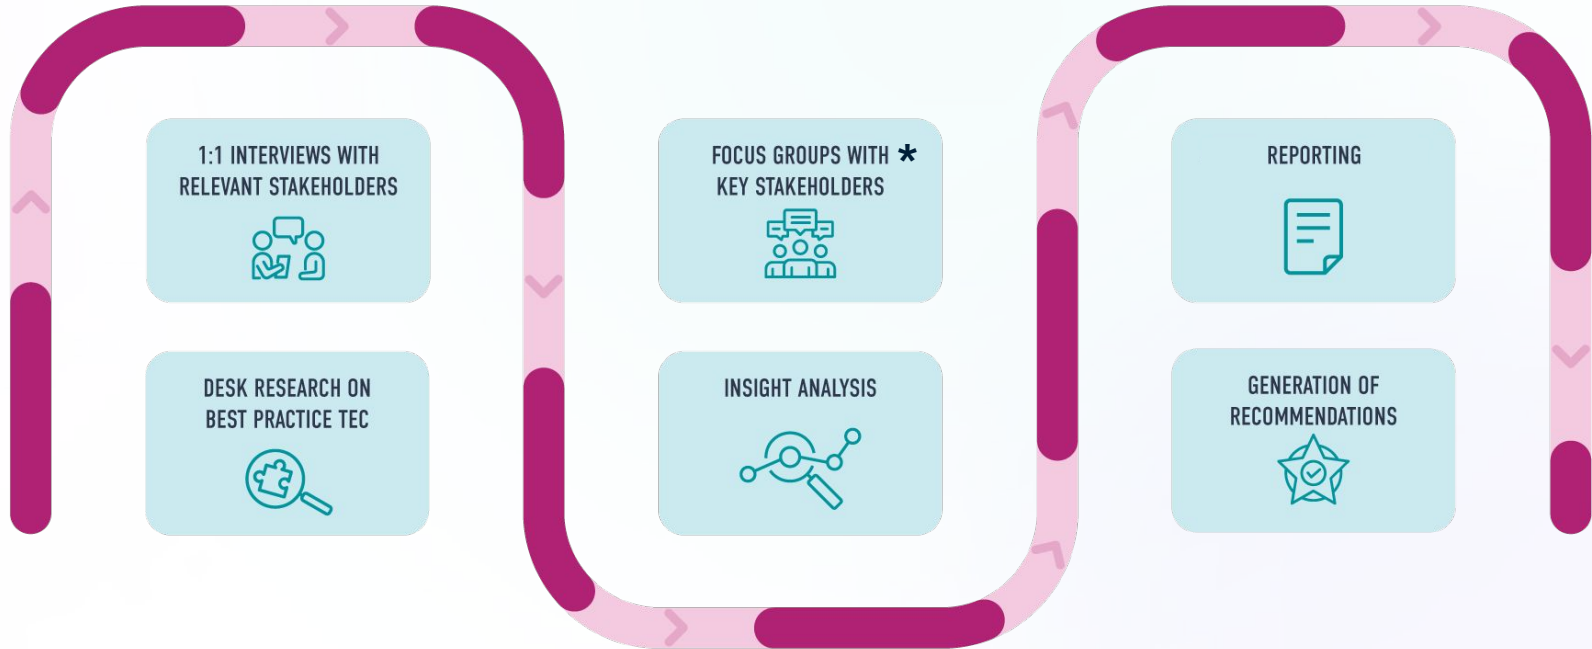 1:1 INTERVIEWS WITH
RELEVANT STAKEHOLDERS
DESK RESEARCH ON
BEST PRACTICE TEC
FOCUS GROUPS WITH *
KEY STAKEHOLDERS
INSIGHT ANALYSIS
REPORTING
GENERATION OF
RECOMMENDATIONS